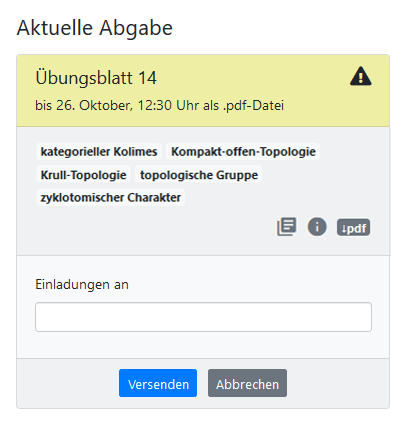 Aktuelle Abgabe
Übungsblatt 14
bis 26. Oktober, 12:30 Uhr als .pdf-Datei
kategorieller Kolimes Kompakt-offen-Topologie
Krull-Topologie topologische Gruppe
zyklotomischer Charakter
↓pdf
Einladungen an
Versenden Abbrechen